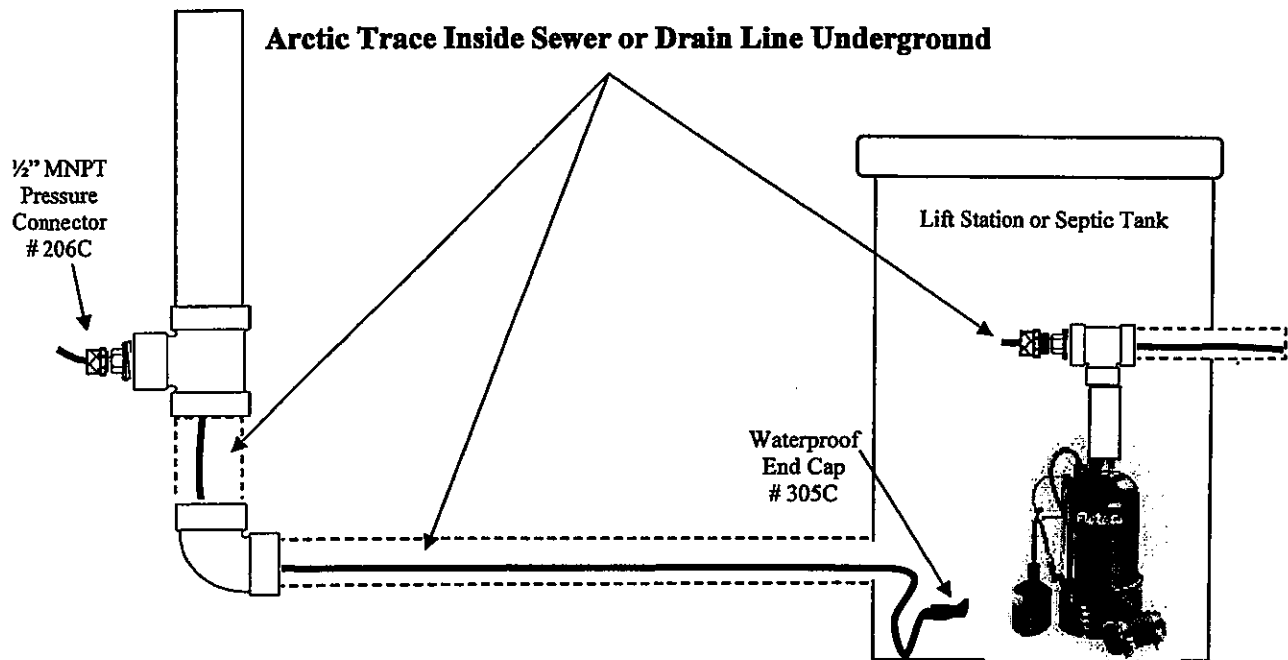 Arctic Trace Inside Sewer or Drain Line Underground
½” MNPT
Pressure
Connector
# 206C
Lift Station or Septic Tank
Waterproof
End Cap
# 305C